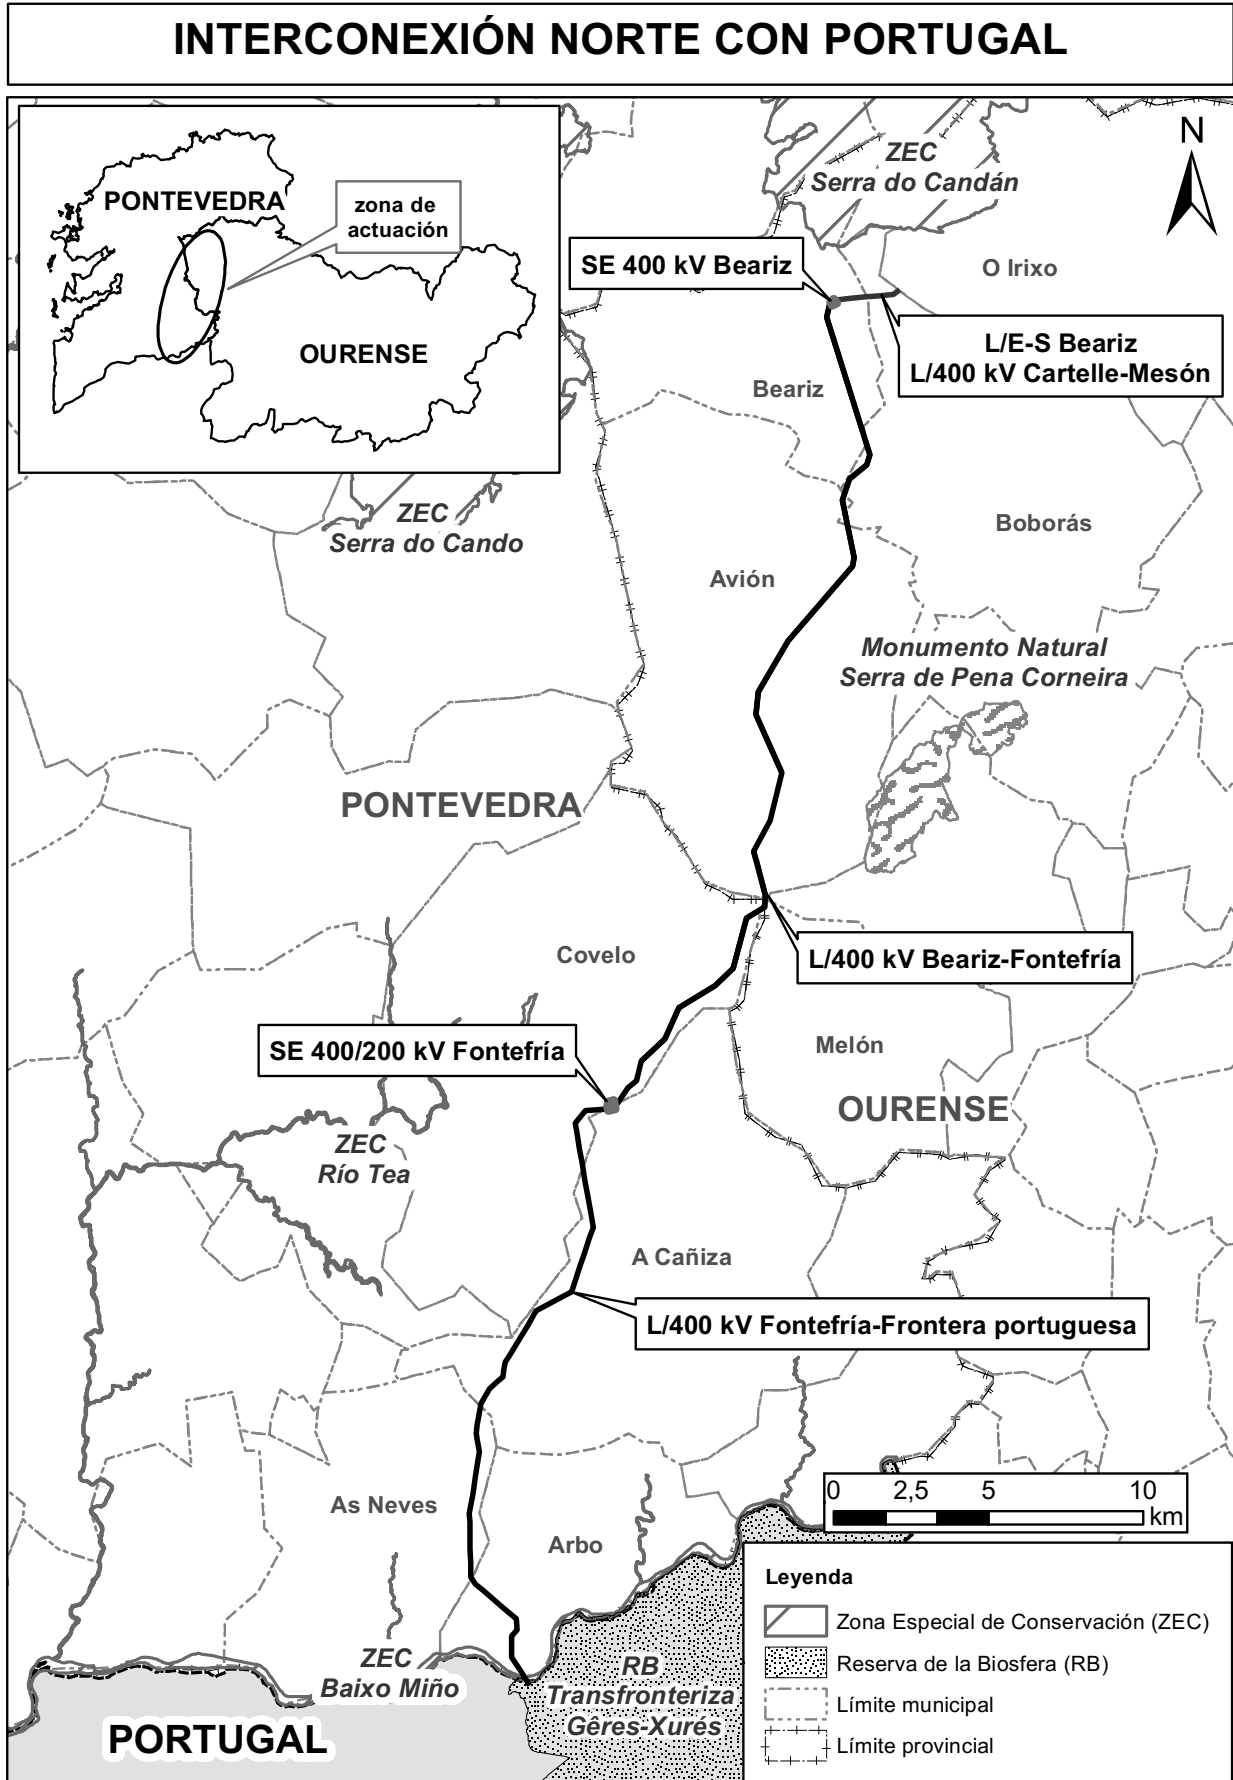 INTERCONEXIÓN NORTE CON PORTUGAL
PONTEVEDRA
zona de
actuación
OURENSE
ZEC
Serra do Candán
N
SE 400 kV Beariz
O Irixo
L/E-S Beariz
L/400 kV Cartelle-Mesón
Beariz
ZEC
Serra do Cando
Boborás
Avión
Monumento Natural
Serra de Pena Corneira
PONTEVEDRA
Covelo
L/400 kV Beariz-Fontefría
SE 400/200 kV Fontefría
Melón
OURENSE
ZEC
Río Tea
A Cañiza
L/400 kV Fontefría-Frontera portuguesa
As Neves
Arbo
0 2,5 5 10
km
ZEC
Baixo Miño
RB
Transfronteriza
Gêres-Xurés
PORTUGAL
Leyenda
Zona Especial de Conservación (ZEC)
Reserva de la Biosfera (RB)
Límite municipal
Límite provincial